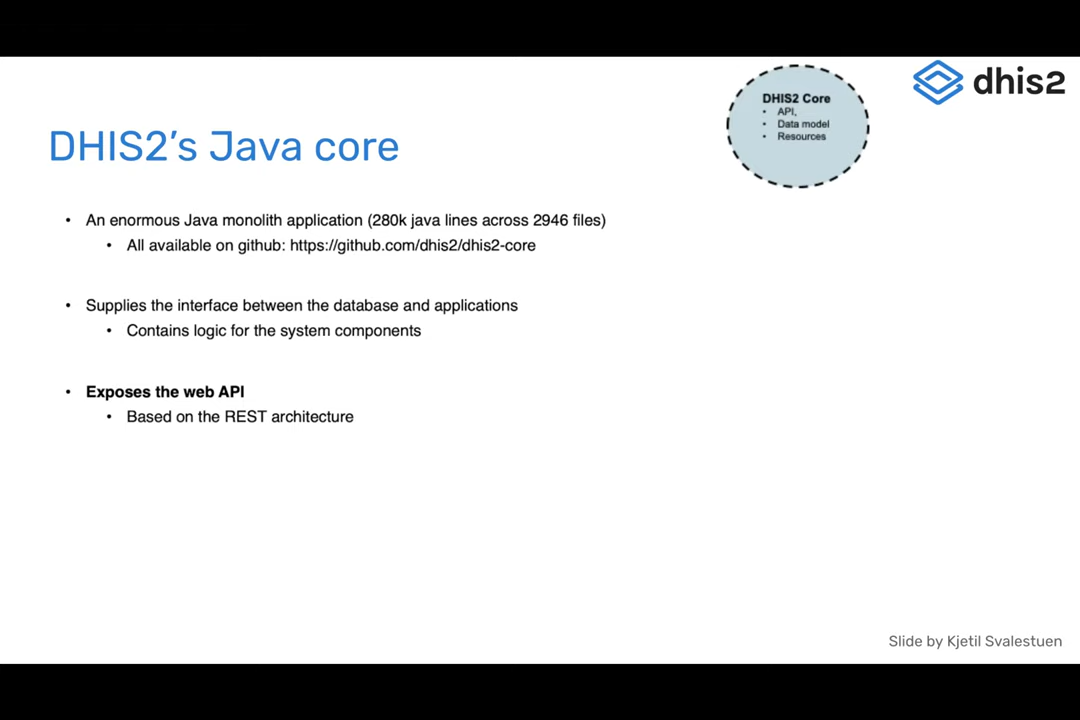 DHIS2 Core
• API,
• Data model
• Resources
dhis2
DHIS2's Java core
• An enormous Java monolith application (280k java lines across 2946 files)
• All available on github: https://github.com/dhis2/dhis2-core
• Supplies the interface between the database and applications
• Contains logic for the system components
• Exposes the web API
• Based on the REST architecture
Slide by Kjetil Svalestuen